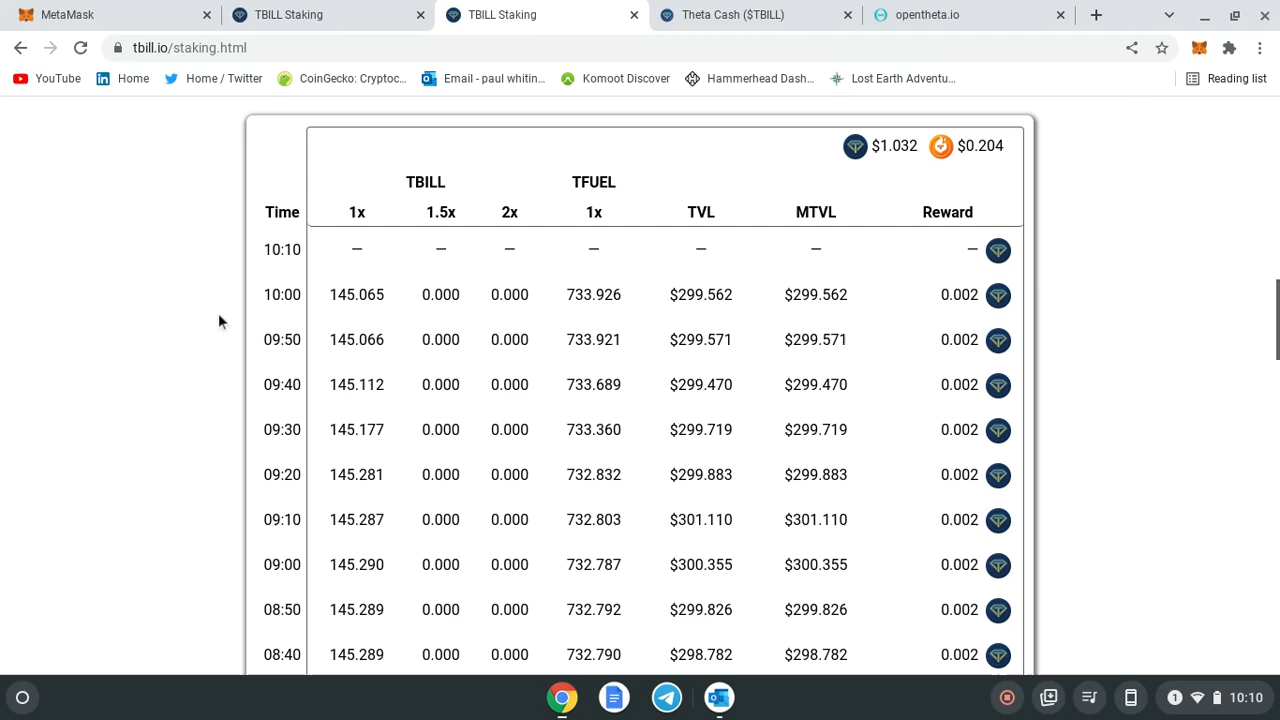 MetaMask
TBILL Staking
TBILL Staking
Theta Cash ($TBILL)
opentheta.io
tbill.io/staking.html
YouTube
Home
Home / Twitter
CoinGecko: Cryptoc...
Email - paul whitin...
Komoot Discover
Hammerhead Dash...
Lost Earth Adventu...
Reading list
$1.032 $0.204
TBILL TFUEL
Time 1x 1.5x 2x 1x TVL MTVL Reward
10:10 – – – – – – –
10:00 145.065 0.000 0.000 733.926 $299.562 $299.562 0.002
09:50 145.066 0.000 0.000 733.921 $299.571 $299.571 0.002
09:40 145.112 0.000 0.000 733.689 $299.470 $299.470 0.002
09:30 145.177 0.000 0.000 733.360 $299.719 $299.719 0.002
09:20 145.281 0.000 0.000 732.832 $299.883 $299.883 0.002
09:10 145.287 0.000 0.000 732.803 $301.110 $301.110 0.002
09:00 145.290 0.000 0.000 732.787 $300.355 $300.355 0.002
08:50 145.289 0.000 0.000 732.792 $299.826 $299.826 0.002
08:40 145.289 0.000 0.000 732.790 $298.782 $298.782 0.002
1 10:10